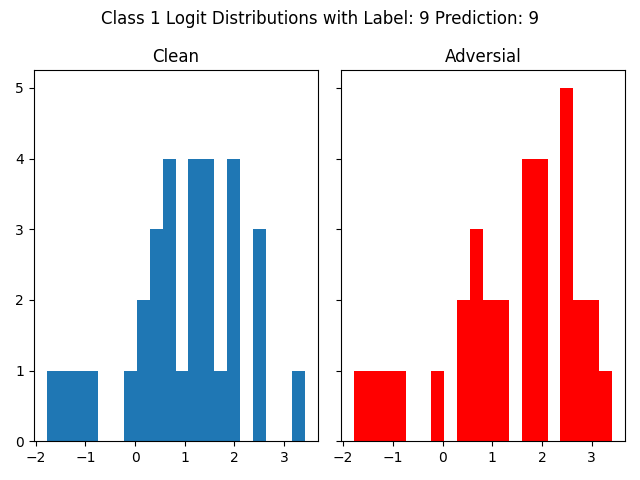 Class 1 Logit Distributions with Label: 9 Prediction: 9
Clean
Adversial
5
4
3
2
1
0
−2 −1 0 1 2 3
−2 −1 0 1 2 3